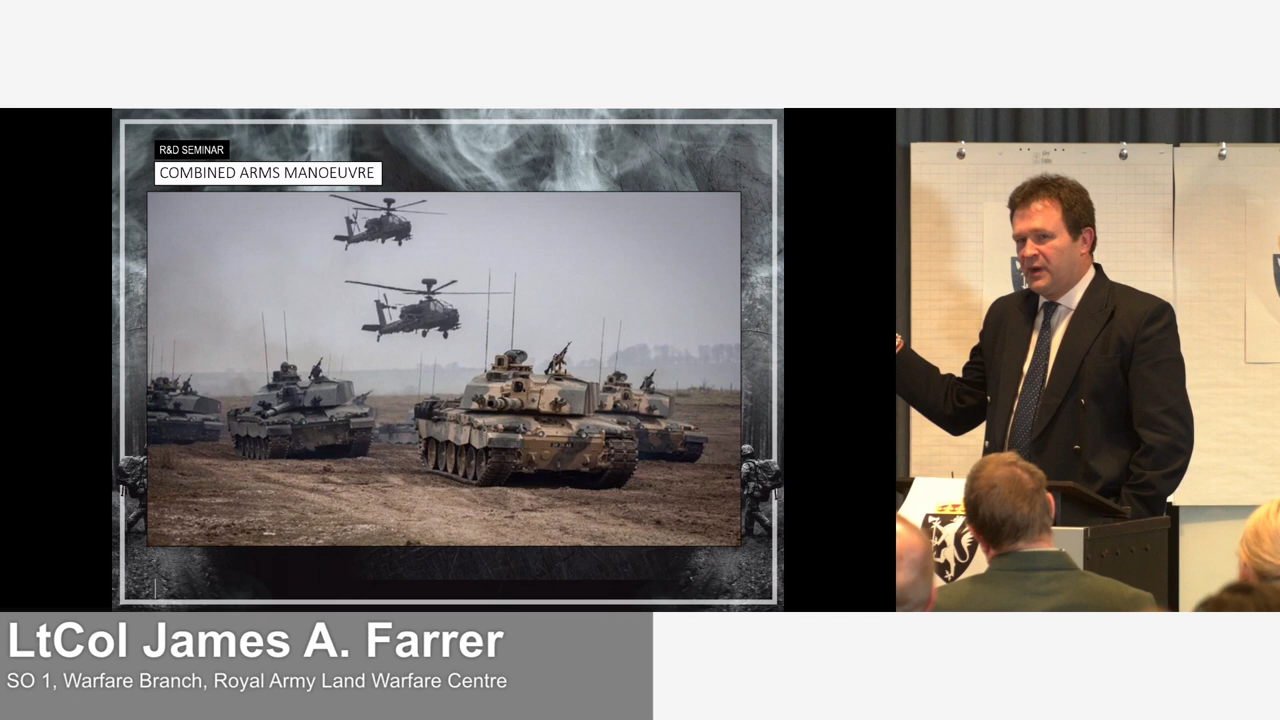 R&D SEMINAR
COMBINED ARMS MANOEUVRE
LtCol James A. Farrer
SO 1, Warfare Branch, Royal Army Land Warfare Centre